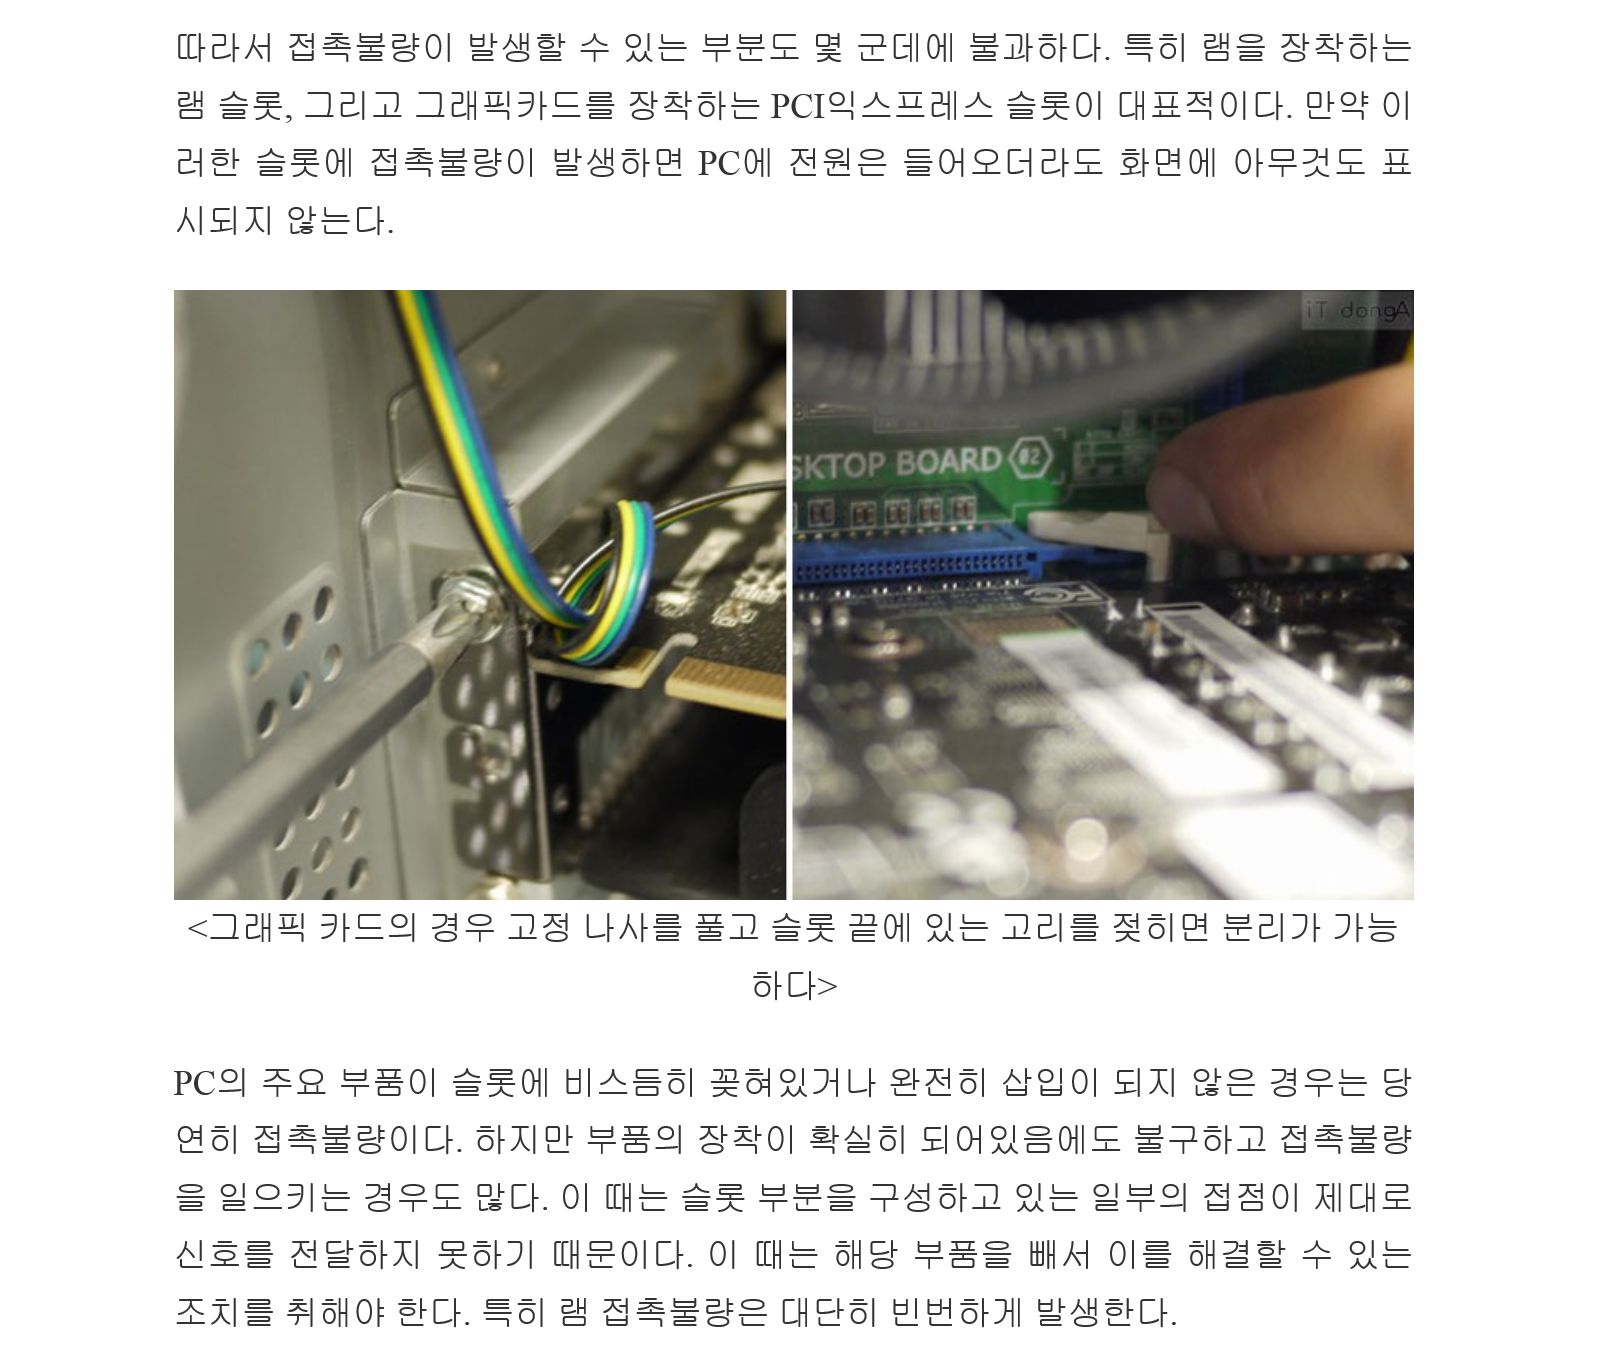 따라서 접촉불량이 발생할 수 있는 부분도 몇 군데에 불과하다. 특히 램을 장착하는
램 슬롯, 그리고 그래픽카드를 장착하는 PCI익스프레스 슬롯이 대표적이다. 만약 이
러한 슬롯에 접촉불량이 발생하면 PC에 전원은 들어오더라도 화면에 아무것도 표
시되지 않는다.
iT dongA
SKTOP BOARD 02
<그래픽 카드의 경우 고정 나사를 풀고 슬롯 끝에 있는 고리를 젖히면 분리가 가능
하다>
PC의 주요 부품이 슬롯에 비스듬히 꽂혀있거나 완전히 삽입이 되지 않은 경우는 당
연히 접촉불량이다. 하지만 부품의 장착이 확실히 되어있음에도 불구하고 접촉불량
을 일으키는 경우도 많다. 이 때는 슬롯 부분을 구성하고 있는 일부의 접점이 제대로
신호를 전달하지 못하기 때문이다. 이 때는 해당 부품을 빼서 이를 해결할 수 있는
조치를 취해야 한다. 특히 램 접촉불량은 대단히 빈번하게 발생한다.